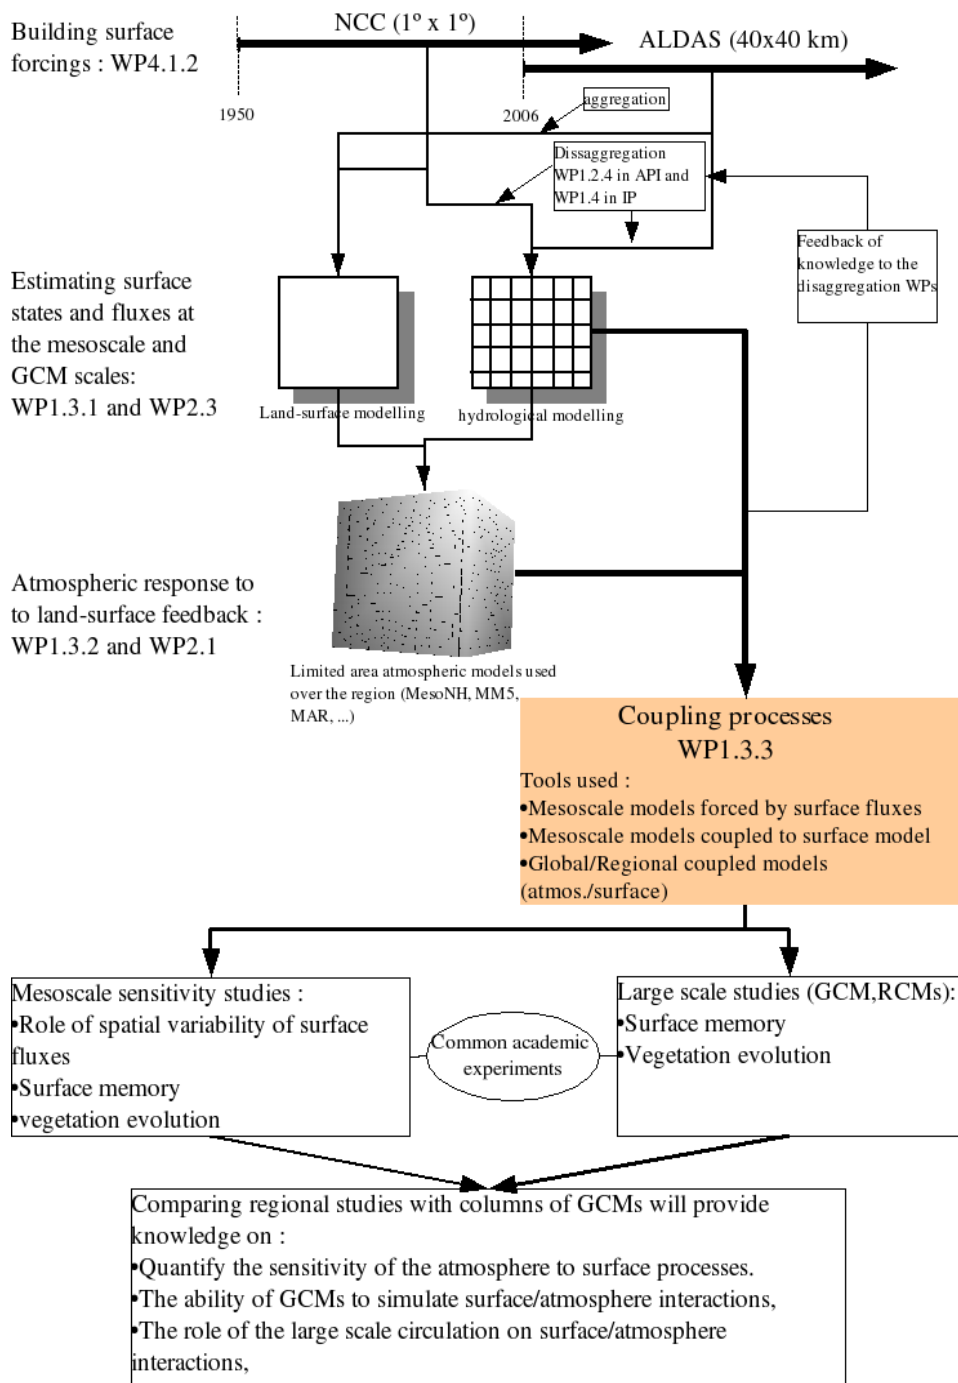 Building surface
forcings : WP4.1.2
NCC (1º x 1º)
ALDAS (40x40 km)
1950
2006
aggregation
Dissaggregation
WP1.2.4 in API and
WP1.4 in IP
Feedback of
knowledge to the
disaggregation WPs
Estimating surface
states and fluxes at
the mesoscale and
GCM scales:
WP1.3.1 and WP2.3
Land-surface modelling
hydrological modelling
Atmospheric response to
to land-surface feedback :
WP1.3.2 and WP2.1
Limited area atmospheric models used
over the region (MesoNH, MM5,
MAR, ...)
Coupling processes
WP1.3.3
Tools used :
•Mesoscale models forced by surface fluxes
•Mesoscale models coupled to surface model
•Global/Regional coupled models
(atmos./surface)
Mesoscale sensitivity studies :
•Role of spatial variability of surface
fluxes
•Surface memory
•vegetation evolution
Common academic
experiments
Large scale studies (GCM,RCMs):
•Surface memory
•Vegetation evolution
Comparing regional studies with columns of GCMs will provide
knowledge on :
•Quantify the sensitivity of the atmosphere to surface processes.
•The ability of GCMs to simulate surface/atmosphere interactions,
•The role of the large scale circulation on surface/atmosphere
interactions,